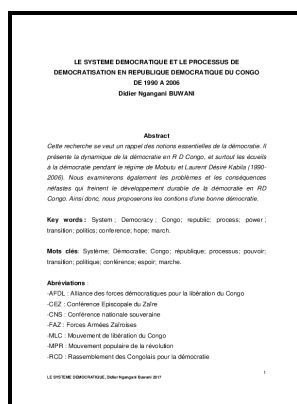 LE SYSTEME DEMOCRATIQUE ET LE PROCESSUS DE
DEMOCRATISATION EN REPUBLIQUE DEMOCRATIQUE DU CONGO
DE 1990 A 2006
Didier Ngangani BUWANI
Abstract
Cette recherche se veut un rappel des notions essentielles de la démocratie. Il
présente la dynamique de la démocratie en R D Congo, et surtout les écueils
à la démocratie pendant le régime de Mobutu et Laurent Désiré Kabila (1990-
2006). Nous examinerons également les problèmes et les conséquences
néfastes qui freinent le développement durable de la démocratie en RD
Congo. Ainsi donc, nous proposerons les contions d'une bonne démocratie.
Key words : System ; Democracy ; Congo; republic; process; power ;
transition; politics; conference; hope; march.
Mots clés: Système; Démocratie; Congo; république; processus; pouvoir;
transition; politique; conférence; espoir; marche.
Abréviations :
-AFDL : Alliance des forces démocratiques pour la libération du Congo
-CEZ : Conférence Episcopale du Zaïre
-CNS : Conférence nationale souveraine
-FAZ : Forces Armées Zaïroises
-MLC : Mouvement de libération du Congo
-MPR : Mouvement populaire de la révolution
-RCD : Rassemblement des Congolais pour la démocratie
1
LE SYSTEME DEMOCRATIQUE, Didier Ngangani Buwani 2017